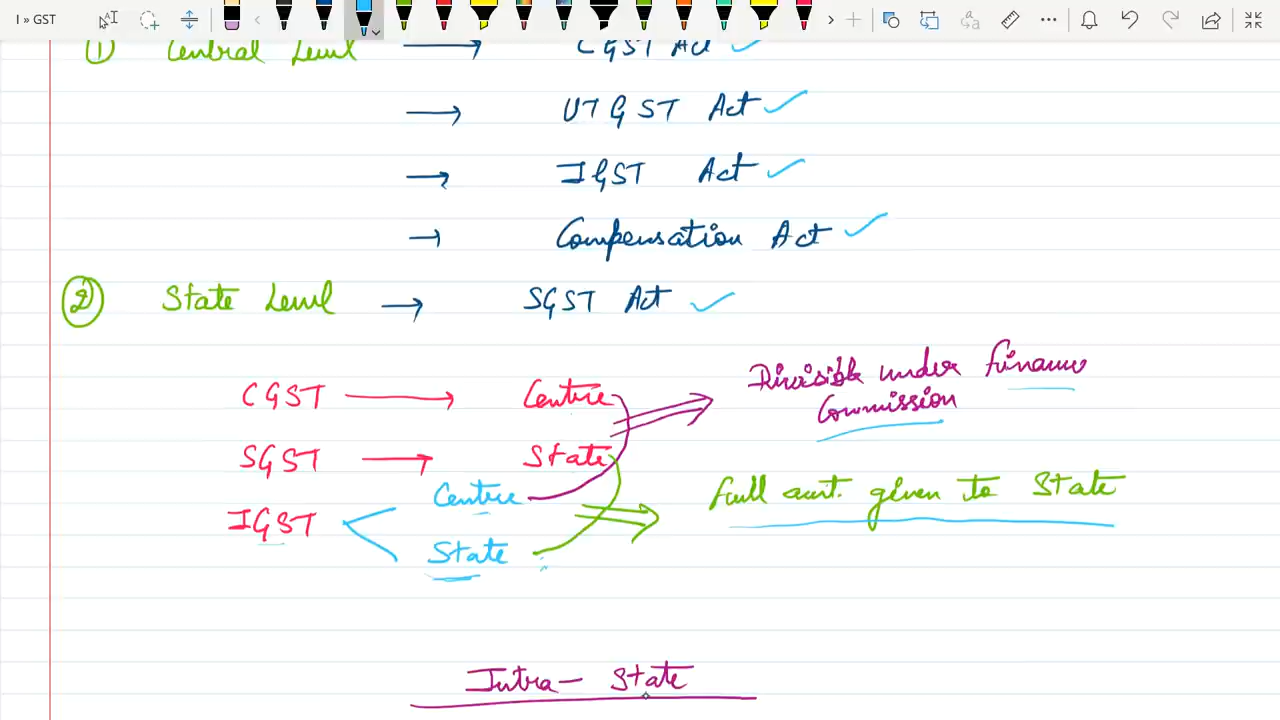 I » GST
① Central Level → CGST Act ✓
→ UTGST Act ✓
→ IGST Act ✓
→ Compensation Act ✓
② State Level → SGST Act ✓
CGST → Centre
Divisible under Finance
Commission
SGST → State
IGST
Centre
State
Full amt. given to State
Intra - State